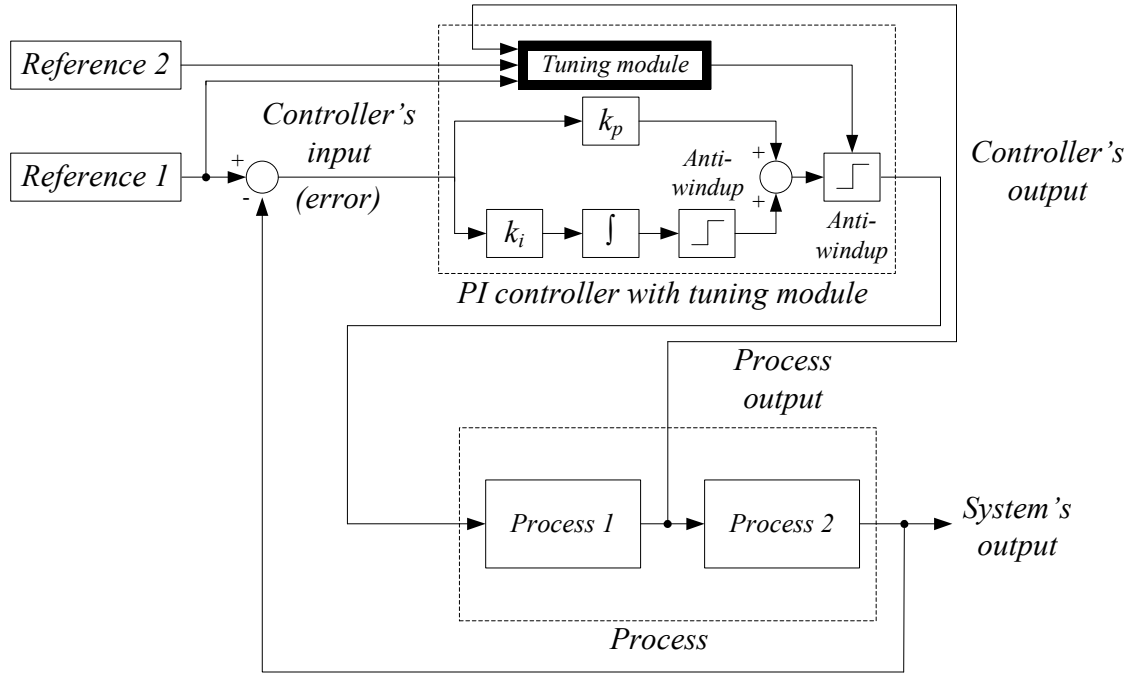 Reference 2
Tuning module
Controller's
input
(error)
k_p
Reference 1
+
-
Anti-
windup
+
+
Controller's
output
k_i
∫
Anti-
windup
PI controller with tuning module
Process
output
Process 1
Process 2
System's
output
Process